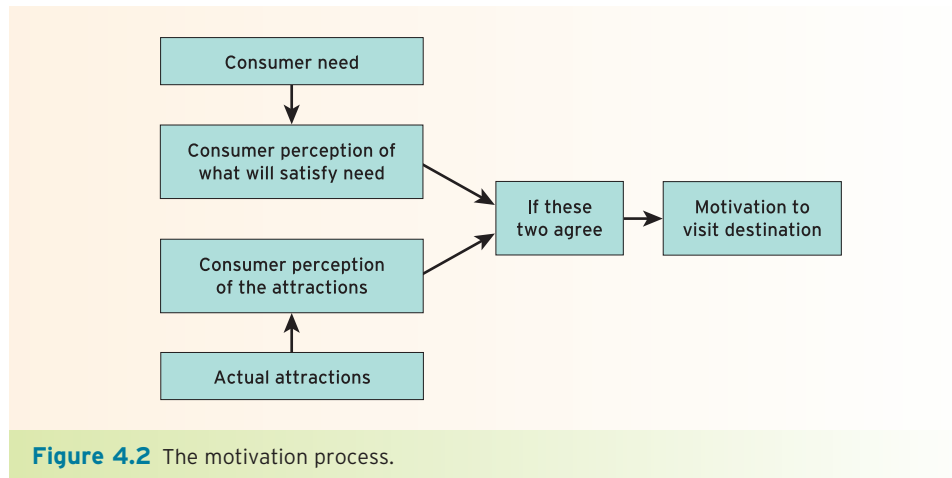 Consumer need
Consumer perception of
what will satisfy need
If these
two agree
Motivation to
visit destination
Consumer perception
of the attractions
Actual attractions
Figure 4.2 The motivation process.